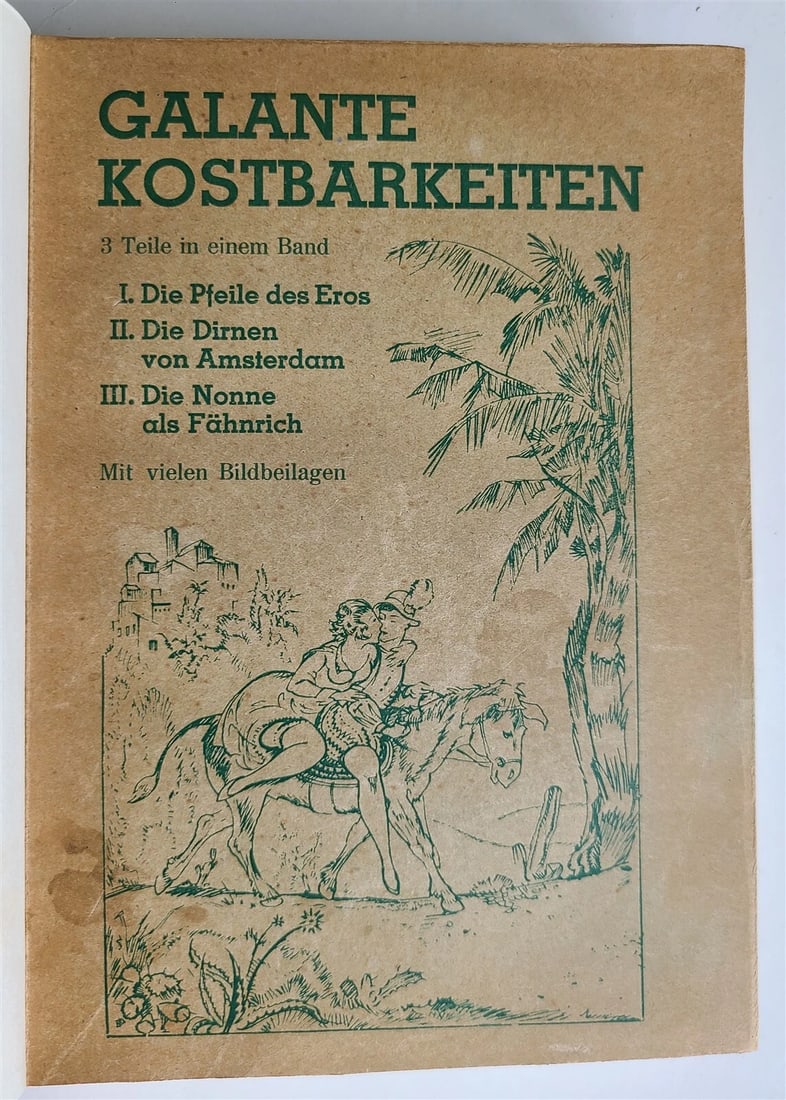 GALANTE
KOSTBARKEITEN
3 Teile in einem Band
I. Die Pfeile des Eros
II. Die Dirnen
von Amsterdam
III. Die Nonne
als Fähnrich
Mit vielen Bildbeilagen